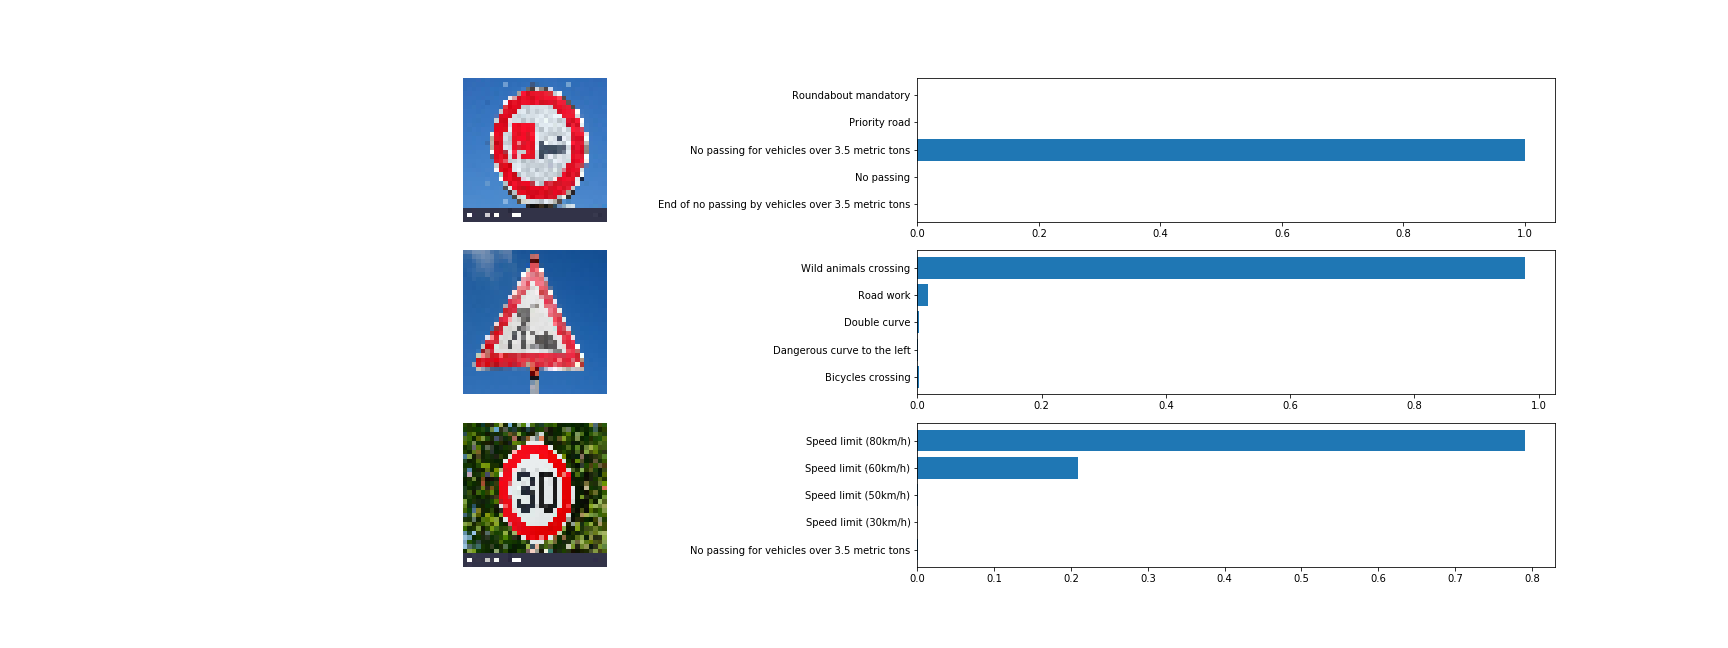 Roundabout mandatory
Priority road
No passing for vehicles over 3.5 metric tons
No passing
End of no passing by vehicles over 3.5 metric tons
0.0 0.2 0.4 0.6 0.8 1.0
Wild animals crossing
Road work
Double curve
Dangerous curve to the left
Bicycles crossing
0.0 0.2 0.4 0.6 0.8 1.0
30
Speed limit (80km/h)
Speed limit (60km/h)
Speed limit (50km/h)
Speed limit (30km/h)
No passing for vehicles over 3.5 metric tons
0.0 0.1 0.2 0.3 0.4 0.5 0.6 0.7 0.8